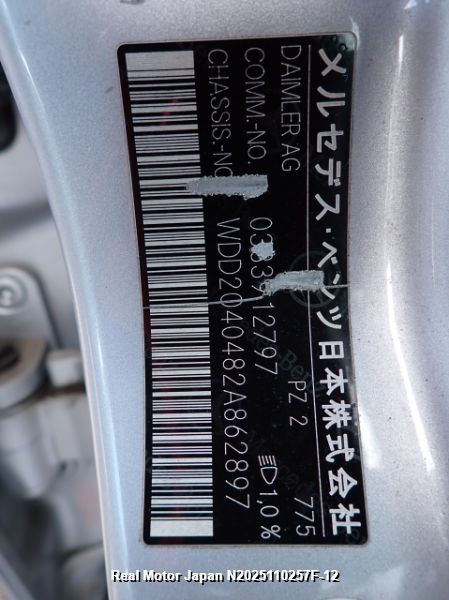 メルセデス・ベンツ日本株式会社
DAIMLER AG PZ 2 775
COMM.-NO. 1,0%
CHASSIS-NO WDD2040482A862897
Real Motor Japan N2025110257F-12